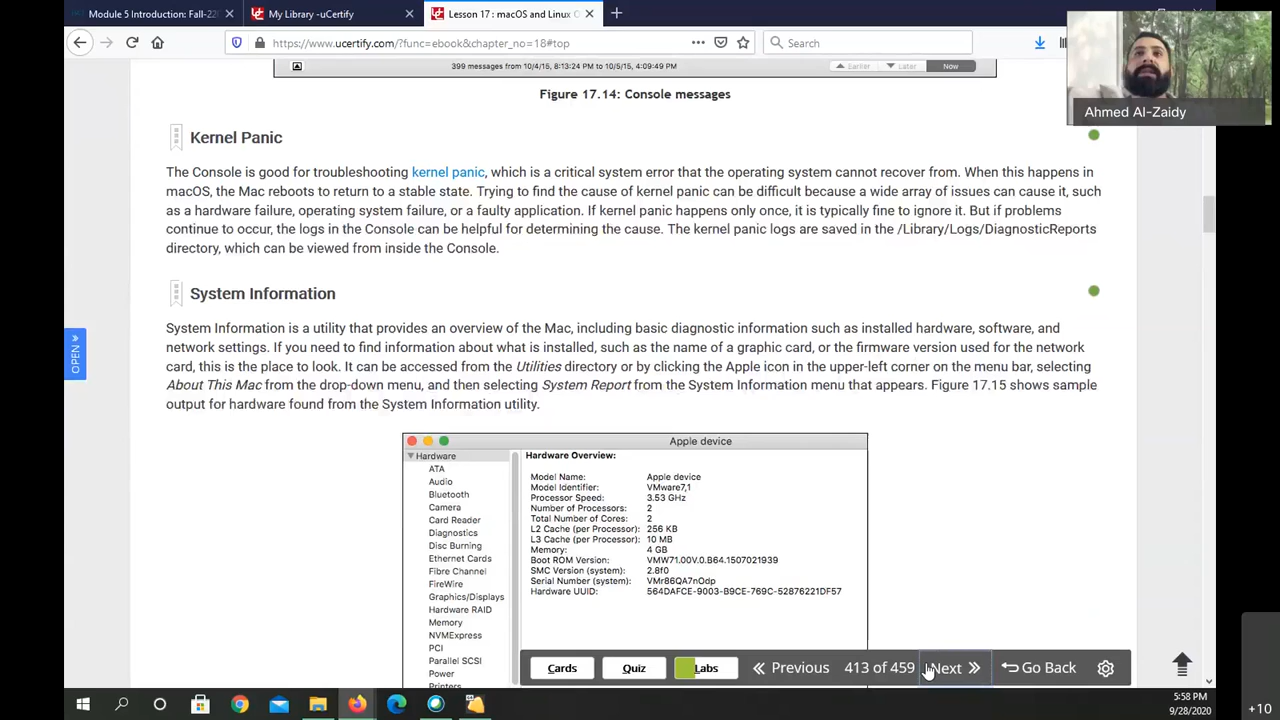 Module 5 Introduction: Fall-22
My Library -uCertify
Lesson 17 : macOS and Linux O
https://www.ucertify.com/?func=ebook&chapter_no=18#top
Search
Ahmed Al-Zaidy
399 messages from 10/4/15, 8:13:24 PM to 10/5/15, 4:09:49 PM
Earlier
Later
Now
Figure 17.14: Console messages
Kernel Panic
The Console is good for troubleshooting kernel panic, which is a critical system error that the operating system cannot recover from. When this happens in
macOS, the Mac reboots to return to a stable state. Trying to find the cause of kernel panic can be difficult because a wide array of issues can cause it, such
as a hardware failure, operating system failure, or a faulty application. If kernel panic happens only once, it is typically fine to ignore it. But if problems
continue to occur, the logs in the Console can be helpful for determining the cause. The kernel panic logs are saved in the /Library/Logs/DiagnosticReports
directory, which can be viewed from inside the Console.
System Information
System Information is a utility that provides an overview of the Mac, including basic diagnostic information such as installed hardware, software, and
network settings. If you need to find information about what is installed, such as the name of a graphic card, or the firmware version used for the network
card, this is the place to look. It can be accessed from the Utilities directory or by clicking the Apple icon in the upper-left corner on the menu bar, selecting
About This Mac from the drop-down menu, and then selecting System Report from the System Information menu that appears. Figure 17.15 shows sample
output for hardware found from the System Information utility.
OPEN
Apple device
Hardware
ATA
Audio
Bluetooth
Camera
Card Reader
Diagnostics
Disc Burning
Ethernet Cards
Fibre Channel
FireWire
Graphics/Displays
Hardware RAID
Memory
NVMExpress
PCI
Parallel SCSI
Power
Printers
Hardware Overview:
Model Name: Apple device
Model Identifier: VMware7,1
Processor Speed: 3.53 GHz
Number of Processors: 2
Total Number of Cores: 2
L2 Cache (per Processor): 256 KB
L3 Cache (per Processor): 10 MB
Memory: 4 GB
Boot ROM Version: VMW71.00V.0.B64.1507021939
SMC Version (system): 2.8f0
Serial Number (system): VMr86QA7nOdp
Hardware UUID: 564DAFCE-9003-B9CE-769C-52876221DF57
Cards
Quiz
Labs
Previous
413 of 459
Next
Go Back
5:58 PM
9/28/2020
+10